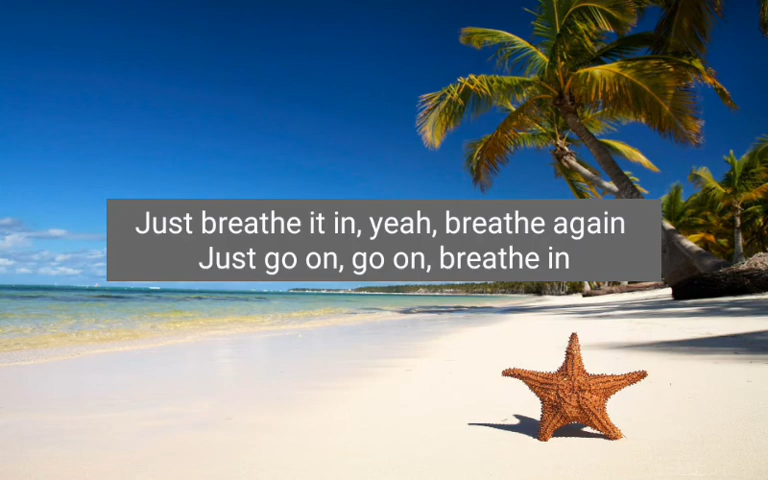 Just breathe it in, yeah, breathe again
Just go on, go on, breathe in